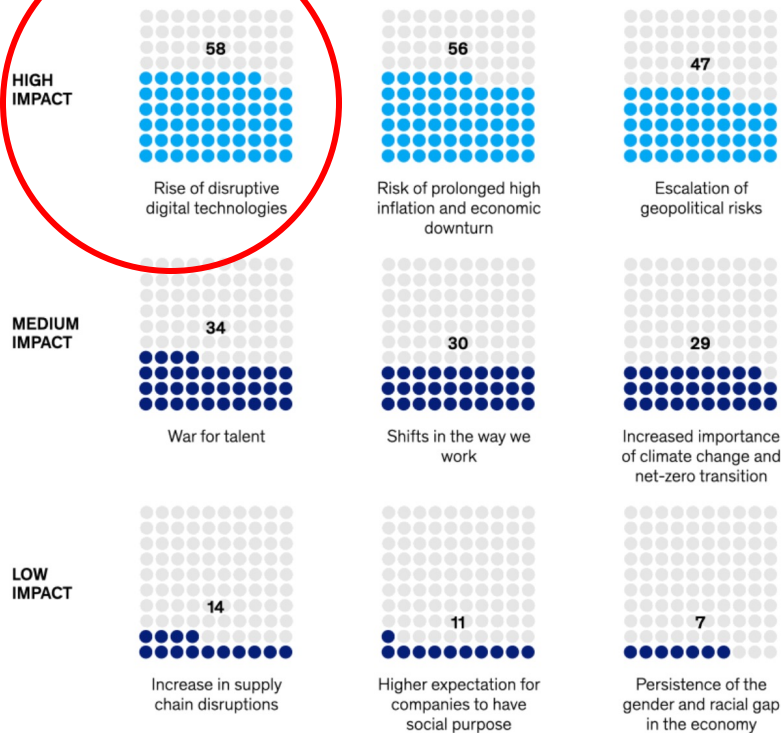 HIGH
IMPACT
58
56
47
Rise of disruptive
digital technologies
Risk of prolonged high
inflation and economic
downturn
Escalation of
geopolitical risks
MEDIUM
IMPACT
34
30
29
War for talent
Shifts in the way we
work
Increased importance
of climate change and
net-zero transition
LOW
IMPACT
14
11
7
Increase in supply
chain disruptions
Higher expectation for
companies to have
social purpose
Persistence of the
gender and racial gap
in the economy